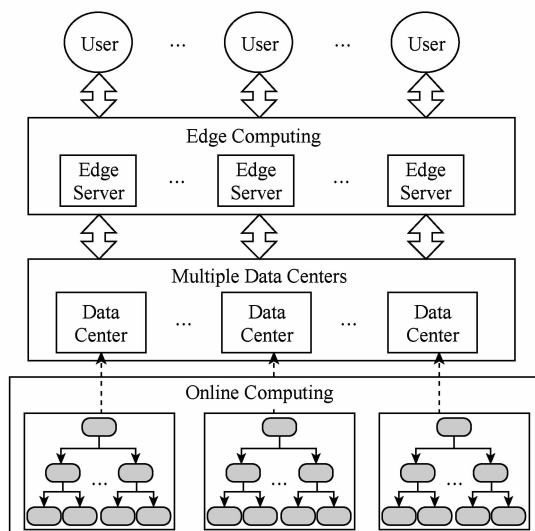 User ... User ... User
Edge Computing
Edge ... Edge ... Edge
Server Server Server
Multiple Data Centers
Data ... Data ... Data
Center Center Center
Online Computing
... ... ...